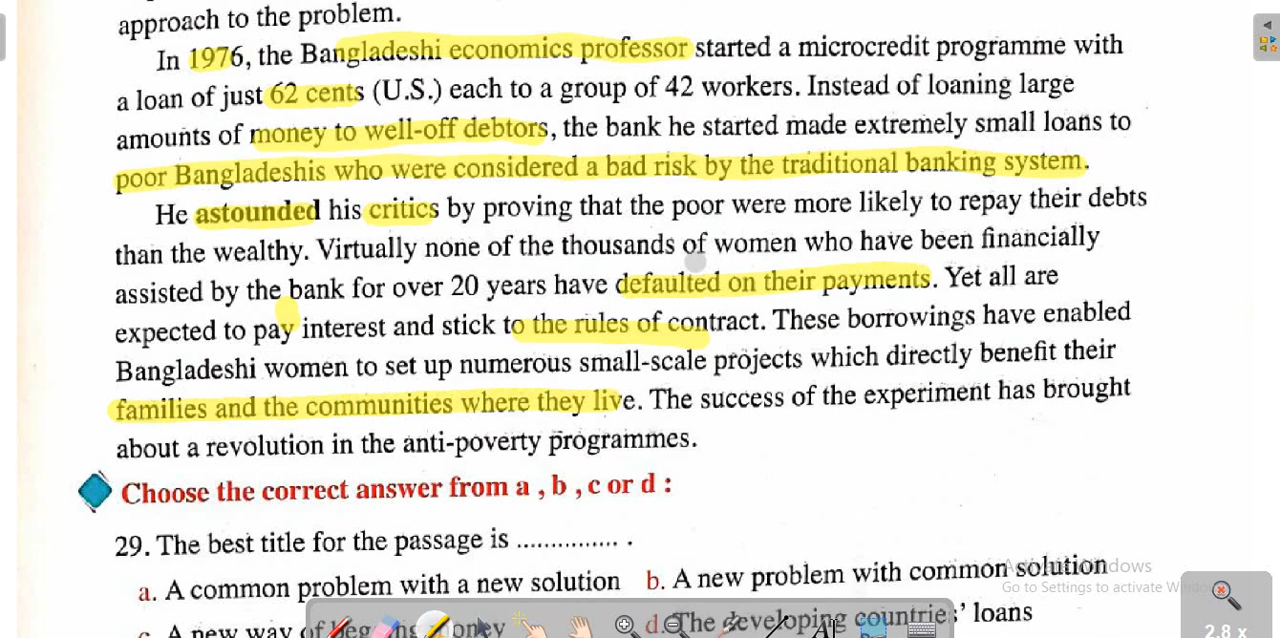 approach to the problem.
In 1976, the Bangladeshi economics professor started a microcredit programme with
a loan of just 62 cents (U.S.) each to a group of 42 workers. Instead of loaning large
amounts of money to well-off debtors, the bank he started made extremely small loans to
poor Bangladeshis who were considered a bad risk by the traditional banking system.
He astounded his critics by proving that the poor were more likely to repay their debts
than the wealthy. Virtually none of the thousands of women who have been financially
assisted by the bank for over 20 years have defaulted on their payments. Yet all are
expected to pay interest and stick to the rules of contract. These borrowings have enabled
Bangladeshi women to set up numerous small-scale projects which directly benefit their
families and the communities where they live. The success of the experiment has brought
about a revolution in the anti-poverty programmes.
Choose the correct answer from a , b , c or d :
29. The best title for the passage is ............... .
a. A common problem with a new solution b. A new problem with common solution
Go to Settings to activate
c. A new way of money d. The developing countries' loans
2.8 x